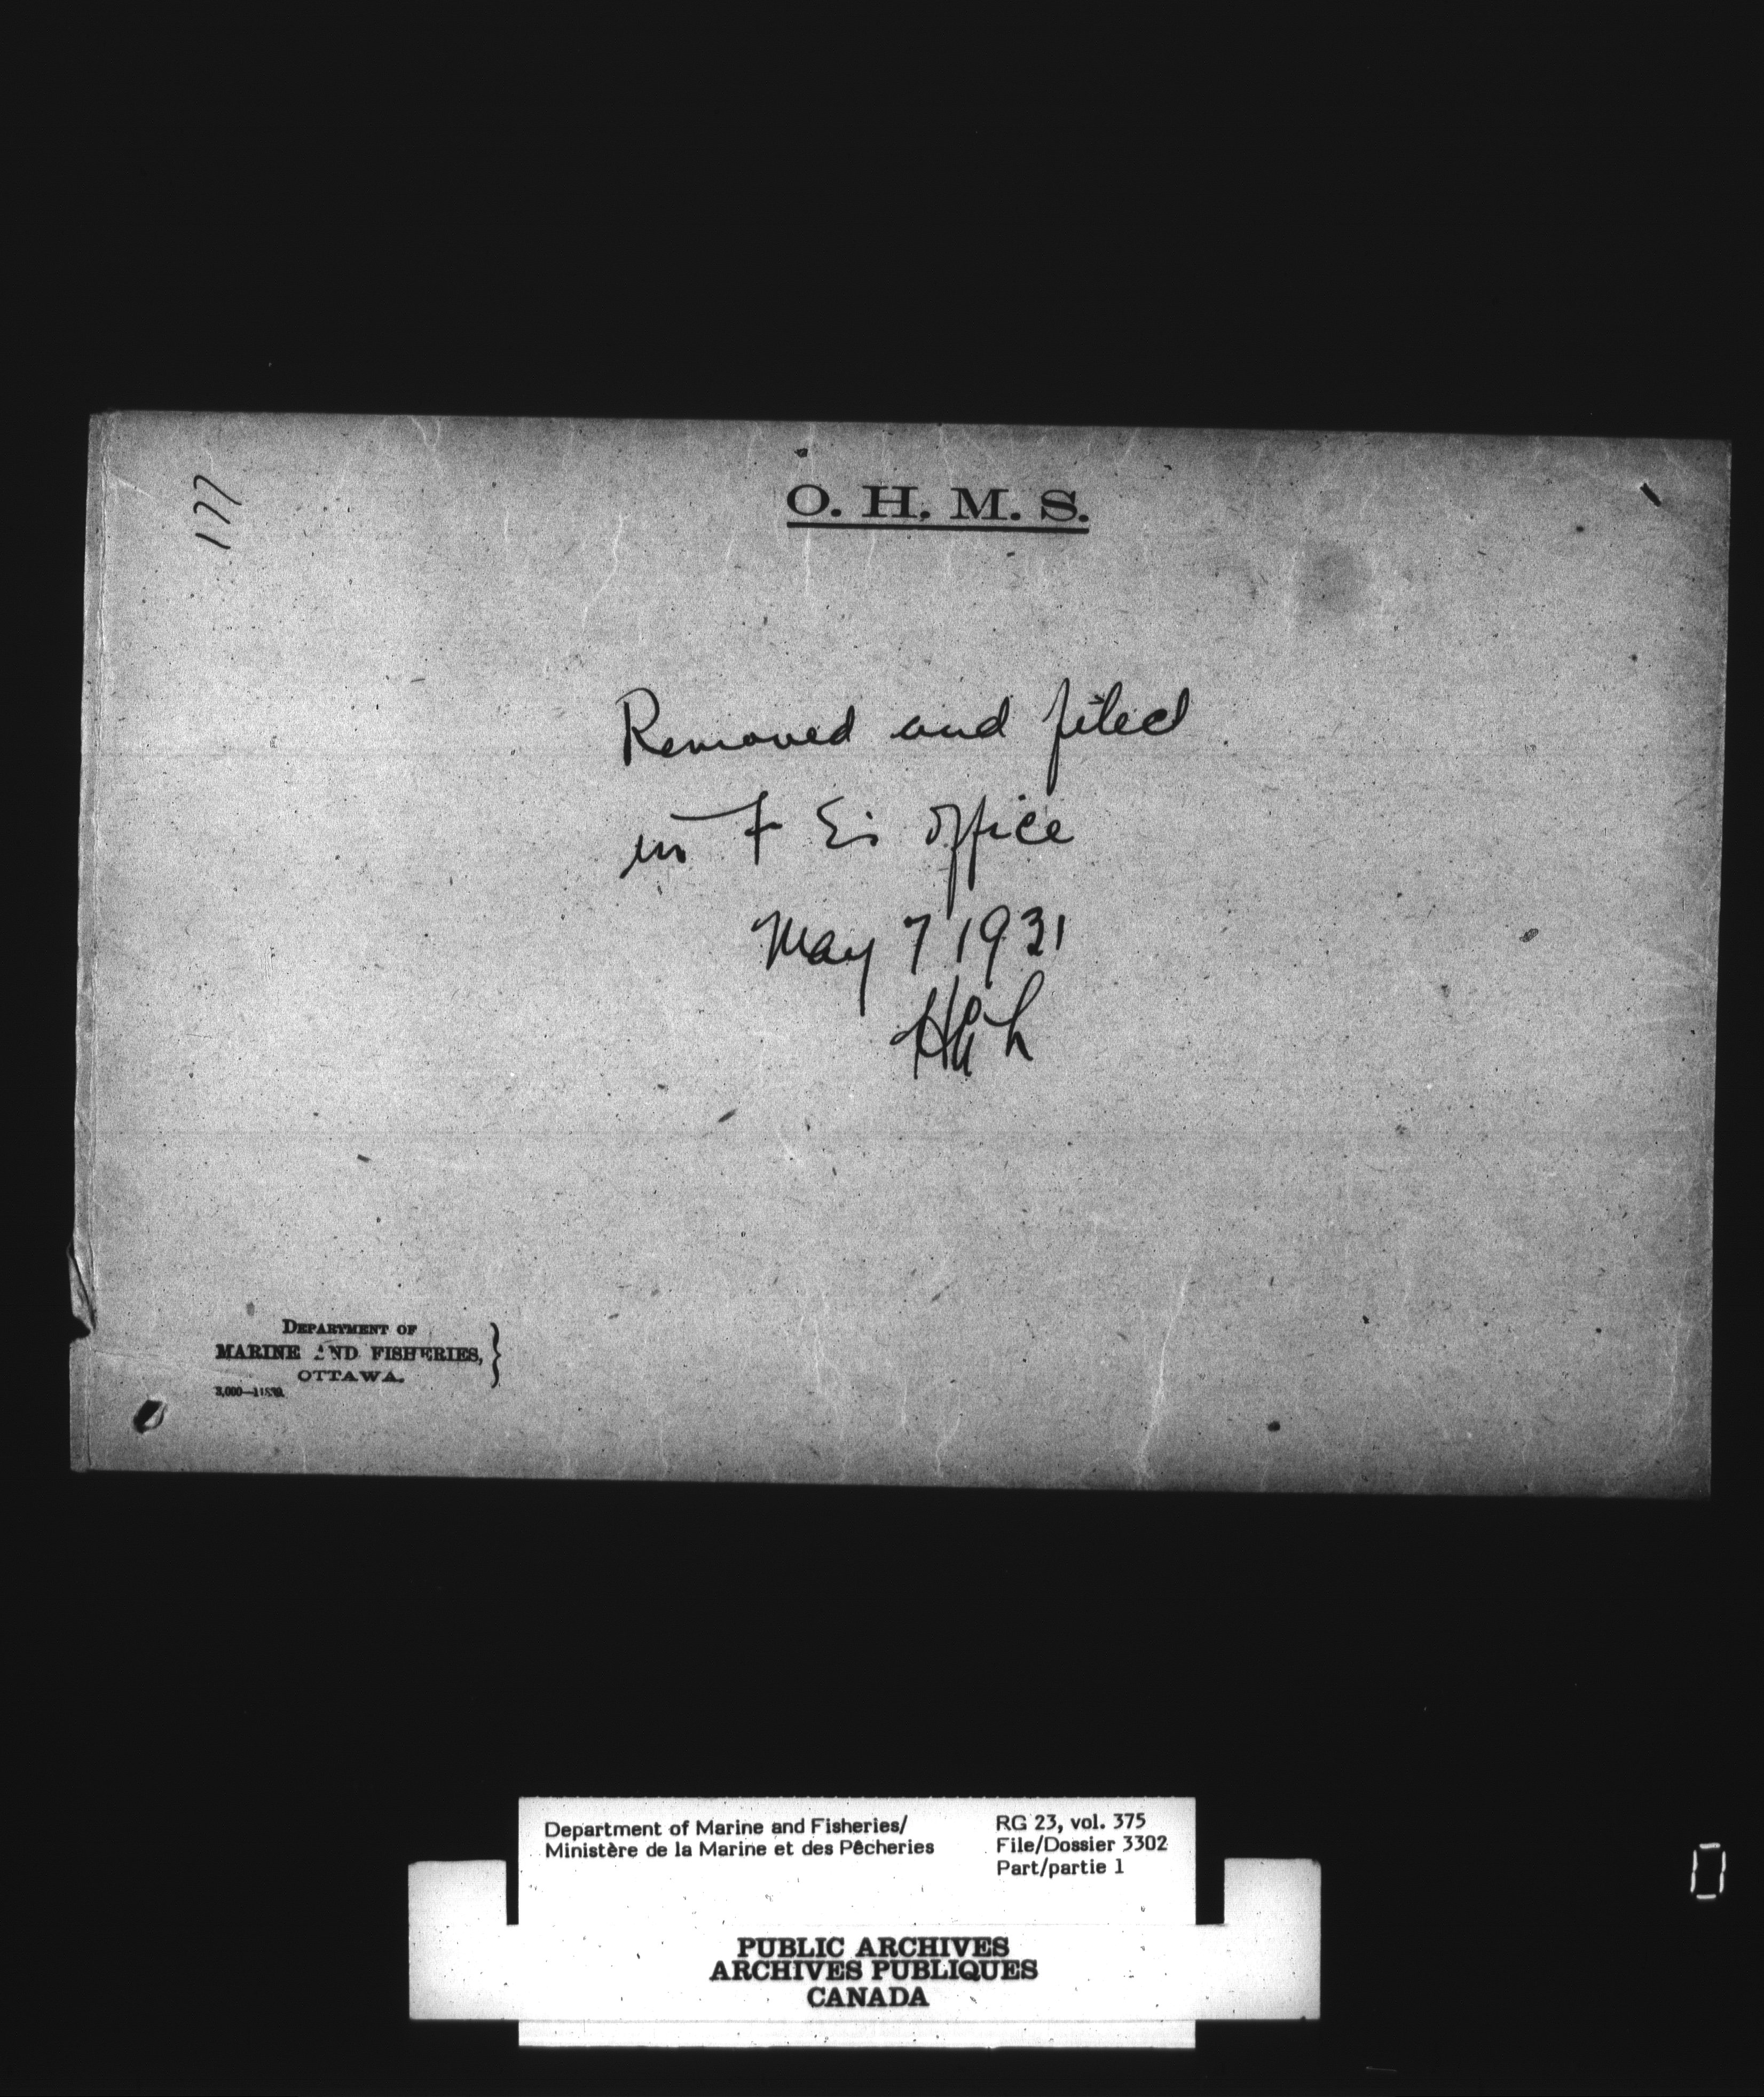 177
O. H. M. S.
Removed and filed
in F E's office
May 7 1931
DEPARTMENT OF
MARINE AND FISHERIES,
OTTAWA.
Department of Marine and Fisheries/
Ministère de la Marine et des Pêcheries
RG 23, vol. 375
File/Dossier 3302
Part/partie 1
PUBLIC ARCHIVES
ARCHIVES PUBLIQUES
CANADA
0